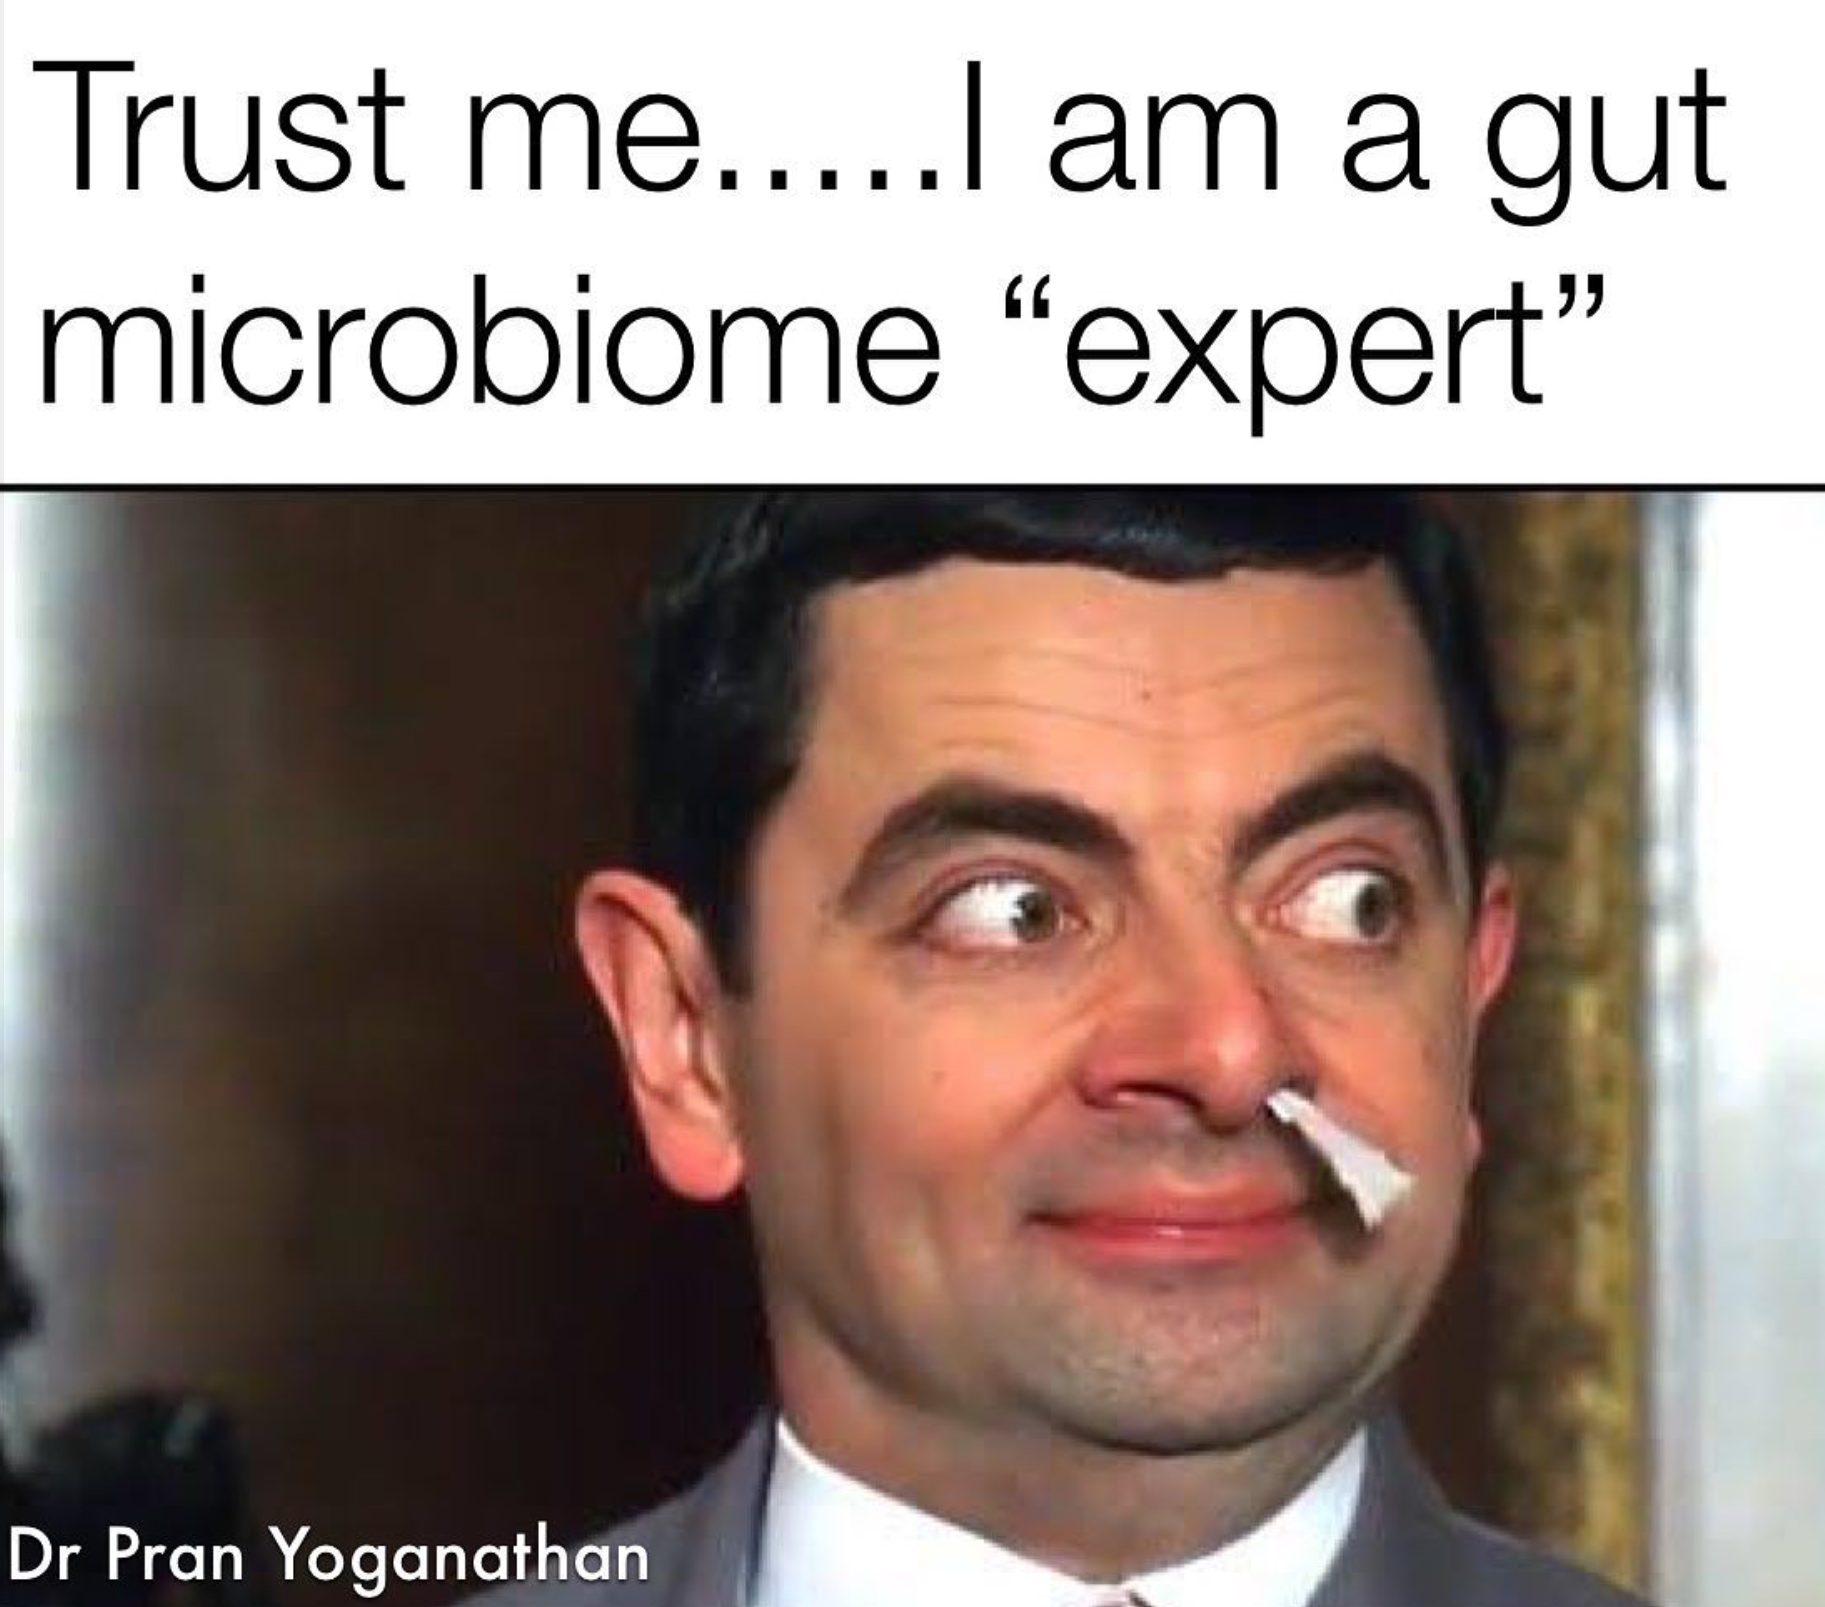 Trust me.....I am a gut
microbiome “expert”
Dr Pran Yoganathan